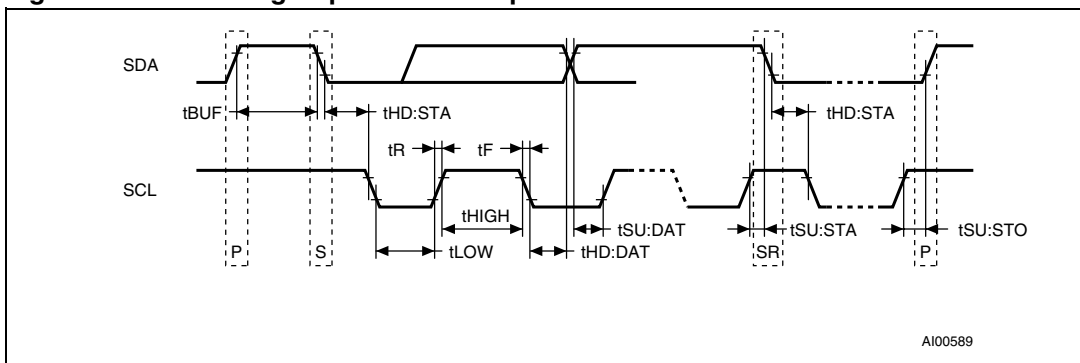 SDA
tBUF
tHD:STA
tHD:STA
tR
tF
SCL
tHIGH
tSU:DAT
tSU:STA
tSU:STO
P
S
tLOW
tHD:DAT
SR
P
AI00589